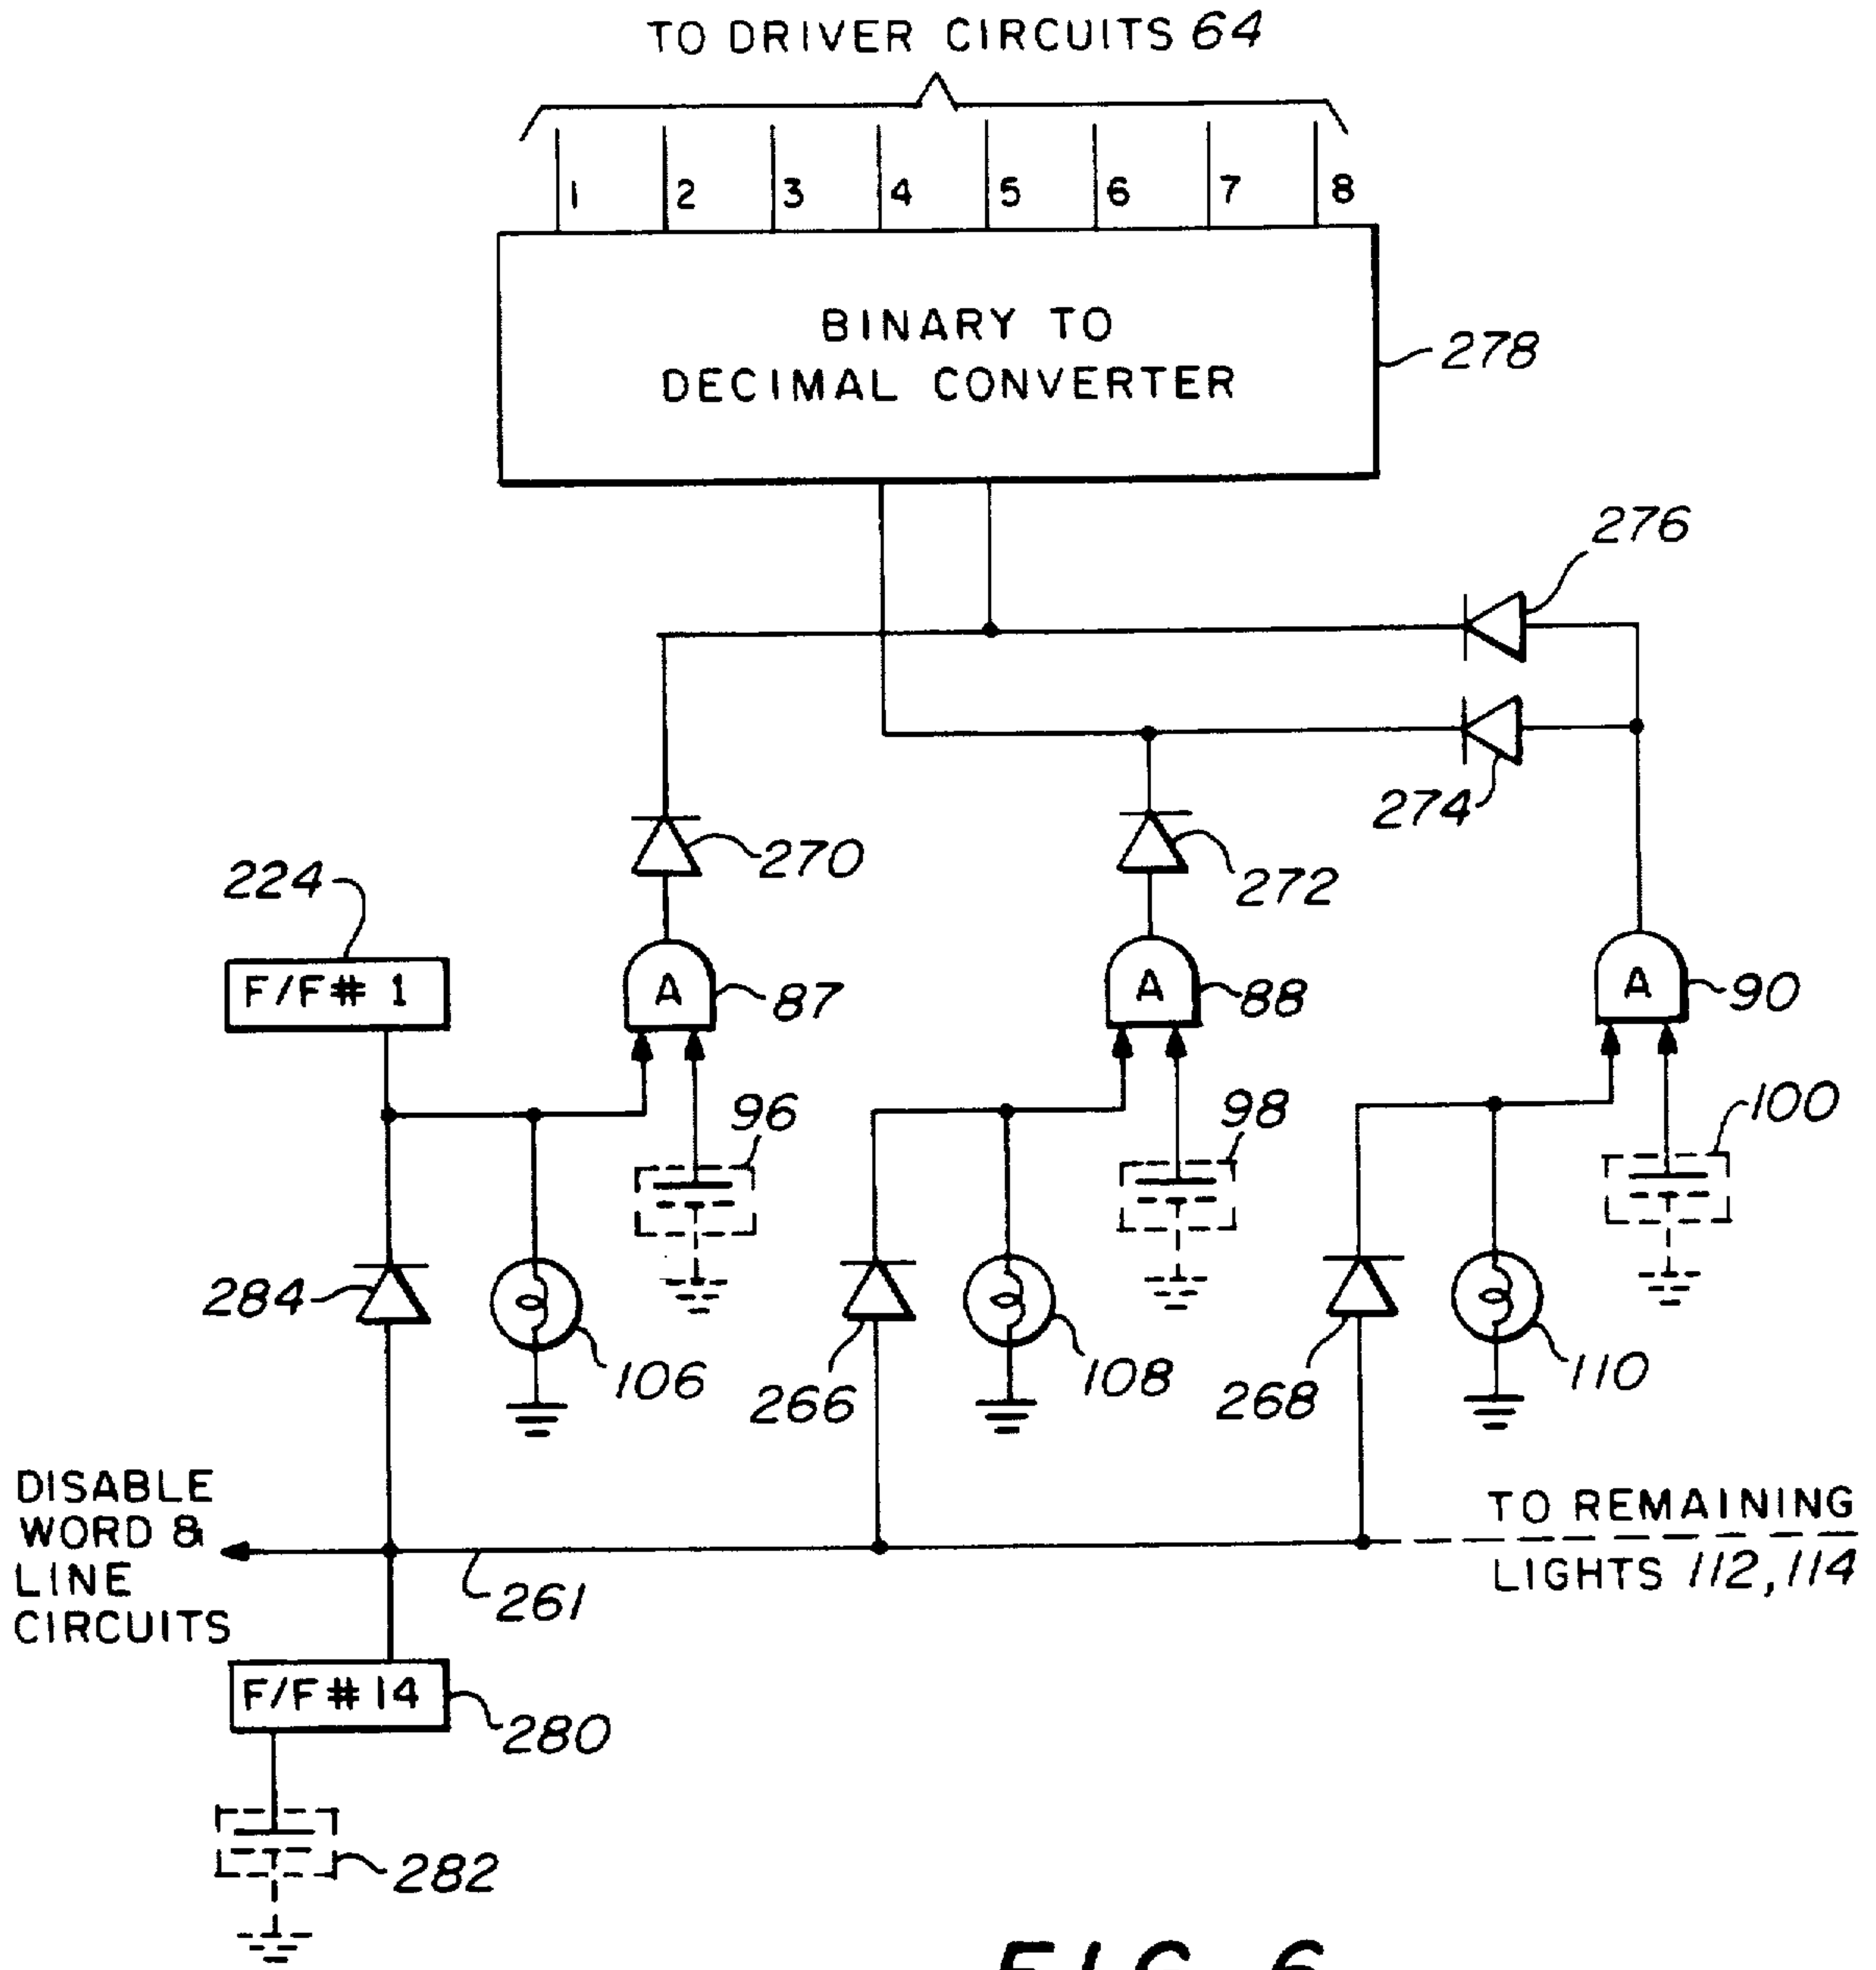 TO DRIVER CIRCUITS 64
1 2 3 4 5 6 7 8
BINARY TO
DECIMAL CONVERTER
278
276
274
270
272
224
F/F# 1
A
87
A
88
A
90
96
98
100
284
106
266
108
268
110
DISABLE
WORD &
LINE
CIRCUITS
261
TO REMAINING
LIGHTS 112, 114
F/F# 14
280
282
FIG. 6